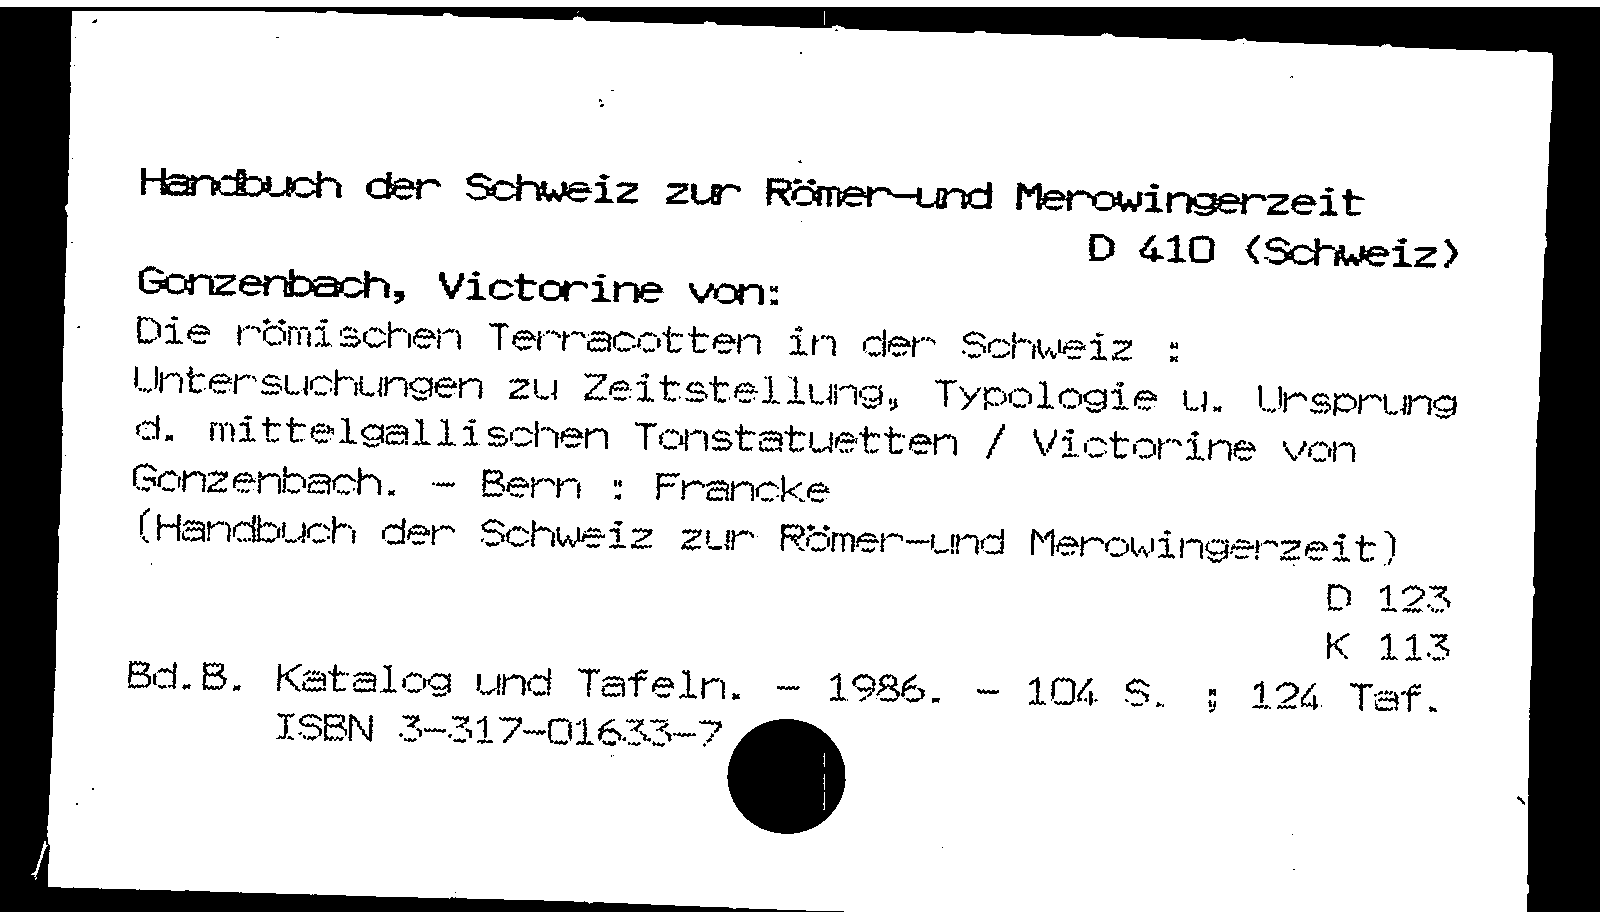 Handbuch der Schweiz zur Römer-und Merowingerzeit
D 410 (Schweiz)
Gonzenbach, Victorine von:
Die römischen Terracotten in der Schweiz :
Untersuchungen zu Zeitstellung, Typologie u. Ursprung
d. mittelgallischen Tonstatuetten / Victorine von
Gonzenbach. - Bern : Francke
(Handbuch der Schweiz zur Römer-und Merowingerzeit)
D 123
K 113
Bd.B. Katalog und Tafeln. - 1986. - 104 S. ; 124 Taf.
ISBN 3-317-01633-7